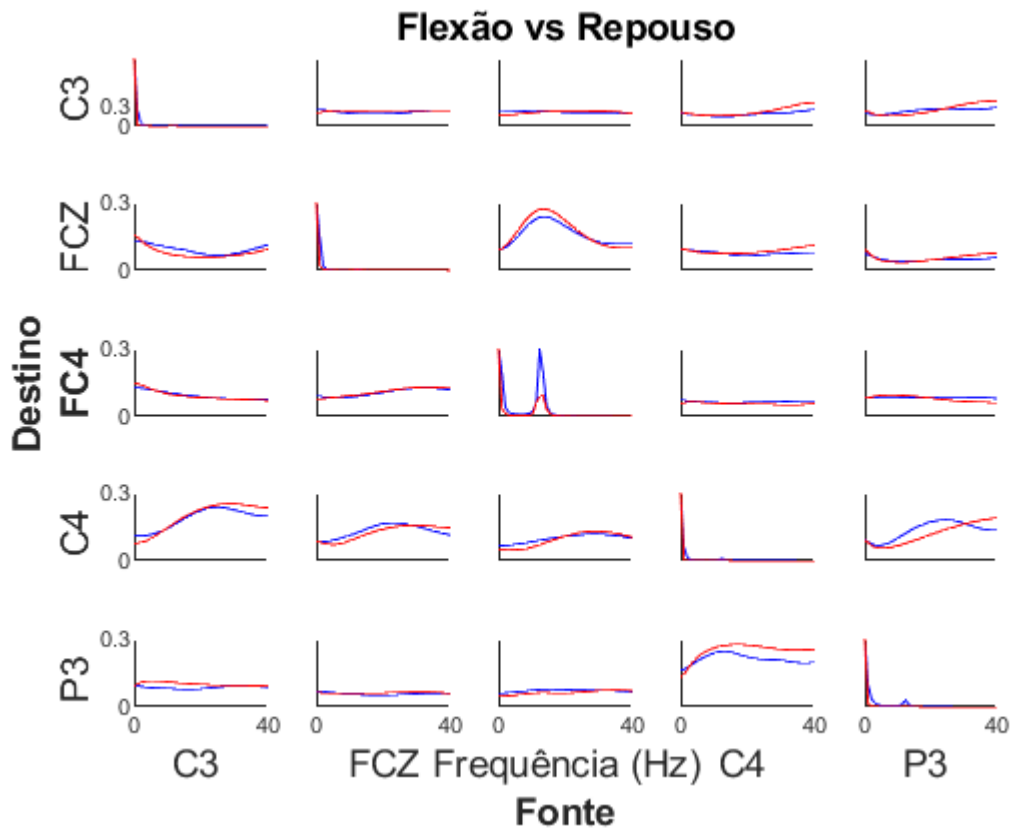 Flexão vs Repouso
C3
0.3
0
FCZ
0.3
0
Destino
FC4
0.3
0
C4
0.3
0
P3
0.3
0
0 40 0 40 0 40 0 40 0 40
C3 FCZ Frequência (Hz) C4 P3
Fonte